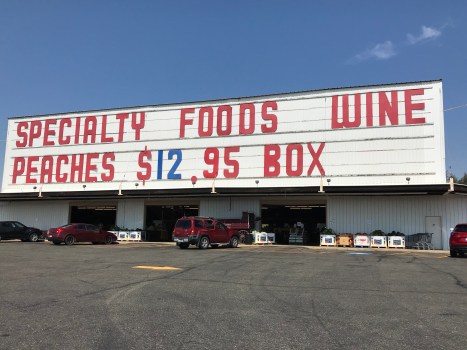 SPECIALTY FOODS WINE
PEACHES $12.95 BOX